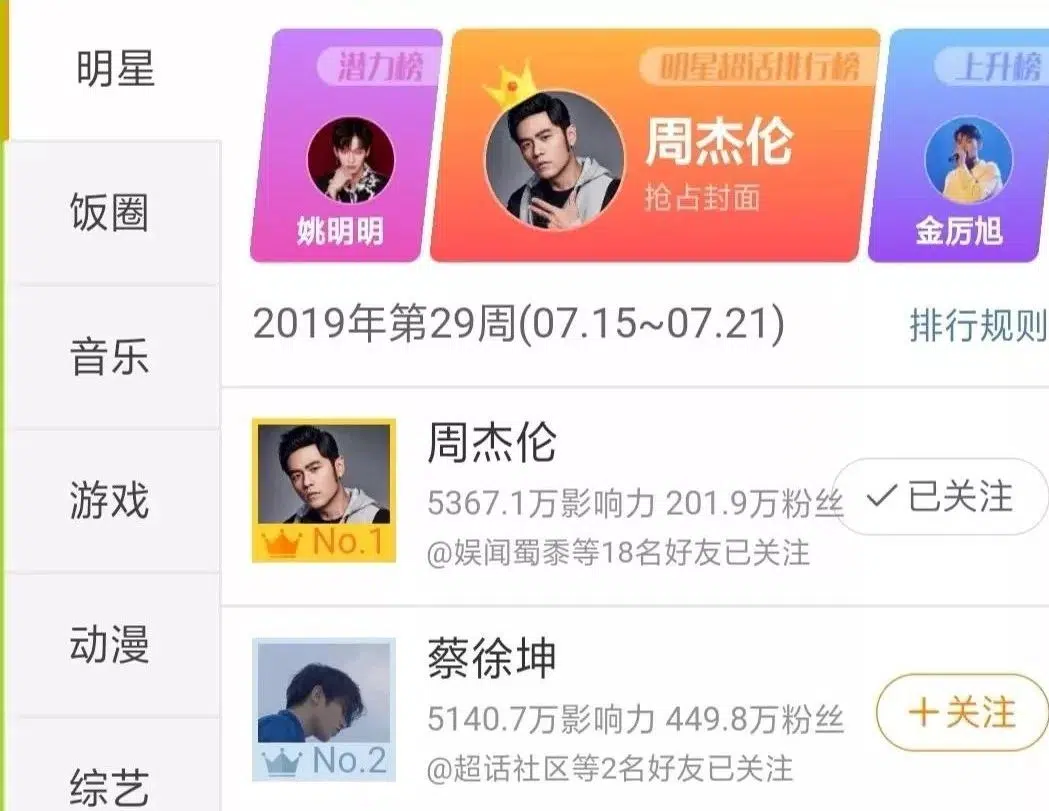 明星
饭圈
音乐
游戏
动漫
综艺
潜力榜
姚明明
明星超话排行榜
周杰伦
抢占封面
上升榜
金厉旭
2019年第29周(07.15~07.21)
排行规则
周杰伦
5367.1万影响力 201.9万粉丝
@娱闻蜀黍等18名好友已关注
No.1
✓已关注
蔡徐坤
5140.7万影响力 449.8万粉丝
@超话社区等2名好友已关注
No.2
+关注